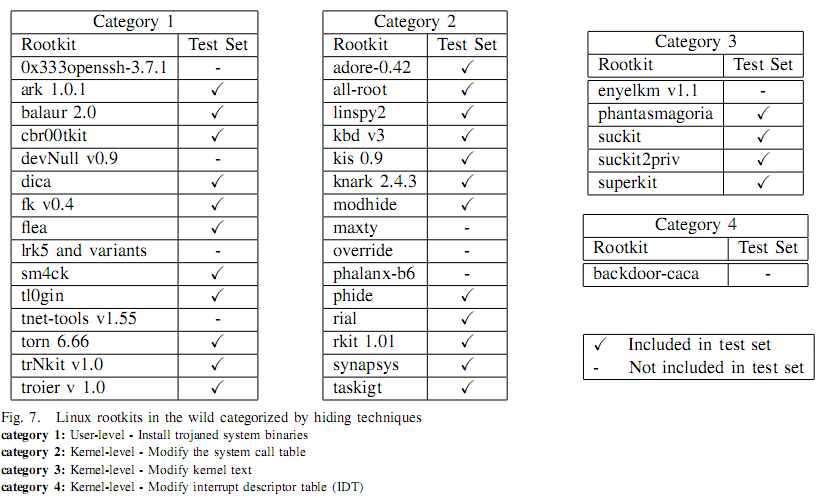 Category 1
Rootkit Test Set
0x333openssh-3.7.1 -
ark 1.0.1 ✓
balaur 2.0 ✓
cbr00tkit ✓
devNull v0.9 -
dica ✓
fk v0.4 ✓
flea ✓
lrk5 and variants -
sm4ck ✓
tl0gin ✓
tnet-tools v1.55 -
torn 6.66 ✓
trNkit v1.0 ✓
troier v 1.0 ✓
Category 2
Rootkit Test Set
adore-0.42 ✓
all-root ✓
linspy2 ✓
kbd v3 ✓
kis 0.9 ✓
knark 2.4.3 ✓
modhide ✓
maxty -
override -
phalanx-b6 -
phide ✓
rial ✓
rkit 1.01 ✓
synapsys ✓
taskigt ✓
Category 3
Rootkit Test Set
enyelkm v1.1 -
phantasmagoria ✓
suckit ✓
suckit2priv ✓
superkit ✓
Category 4
Rootkit Test Set
backdoor-caca -
✓ Included in test set
- Not included in test set
Fig. 7. Linux rootkits in the wild categorized by hiding techniques
category 1: User-level - Install trojaned system binaries
category 2: Kernel-level - Modify the system call table
category 3: Kernel-level - Modify kernel text
category 4: Kernel-level - Modify interrupt descriptor table (IDT)